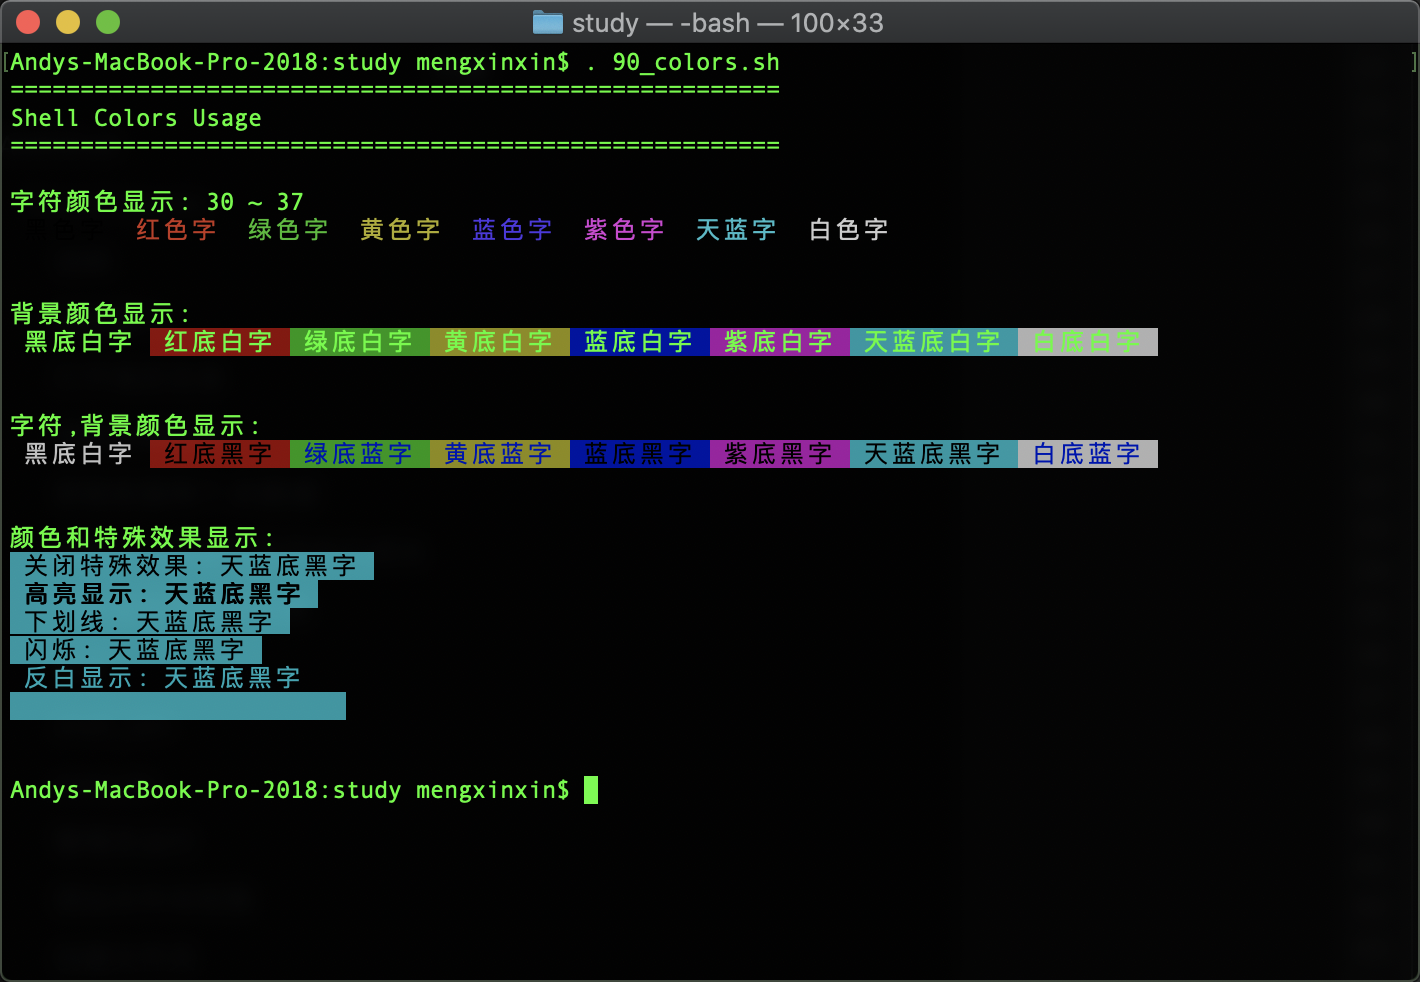 study — -bash — 100×33
Andys-MacBook-Pro-2018:study mengxinxin$ . 90_colors.sh
=======================================================
Shell Colors Usage
=======================================================
字符颜色显示: 30 ~ 37
红色字 绿色字 黄色字 蓝色字 紫色字 天蓝字 白色字
背景颜色显示:
黑底白字 红底白字 绿底白字 黄底白字 蓝底白字 紫底白字 天蓝底白字 白底白字
字符,背景颜色显示:
黑底白字 红底黑字 绿底蓝字 黄底蓝字 蓝底黑字 紫底黑字 天蓝底黑字 白底蓝字
颜色和特殊效果显示:
关闭特殊效果: 天蓝底黑字
高亮显示: 天蓝底黑字
下划线: 天蓝底黑字
闪烁: 天蓝底黑字
反白显示: 天蓝底黑字
Andys-MacBook-Pro-2018:study mengxinxin$